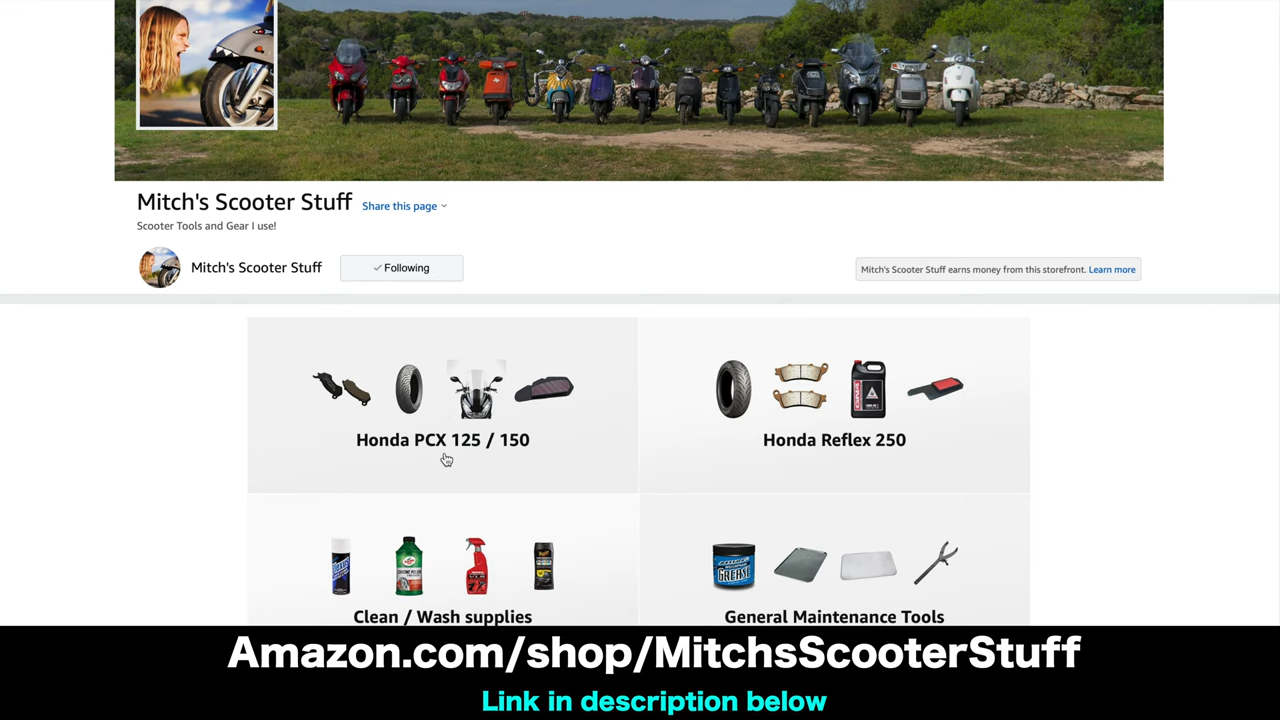 Mitch's Scooter Stuff
Share this page
Scooter Tools and Gear I use!
Mitch's Scooter Stuff
Following
Mitch's Scooter Stuff earns money from this storefront. Learn more
Honda PCX 125 / 150
Honda Reflex 250
GREASE
Clean / Wash supplies
General Maintenance Tools
Amazon.com/shop/MitchsScooterStuff
Link in description below